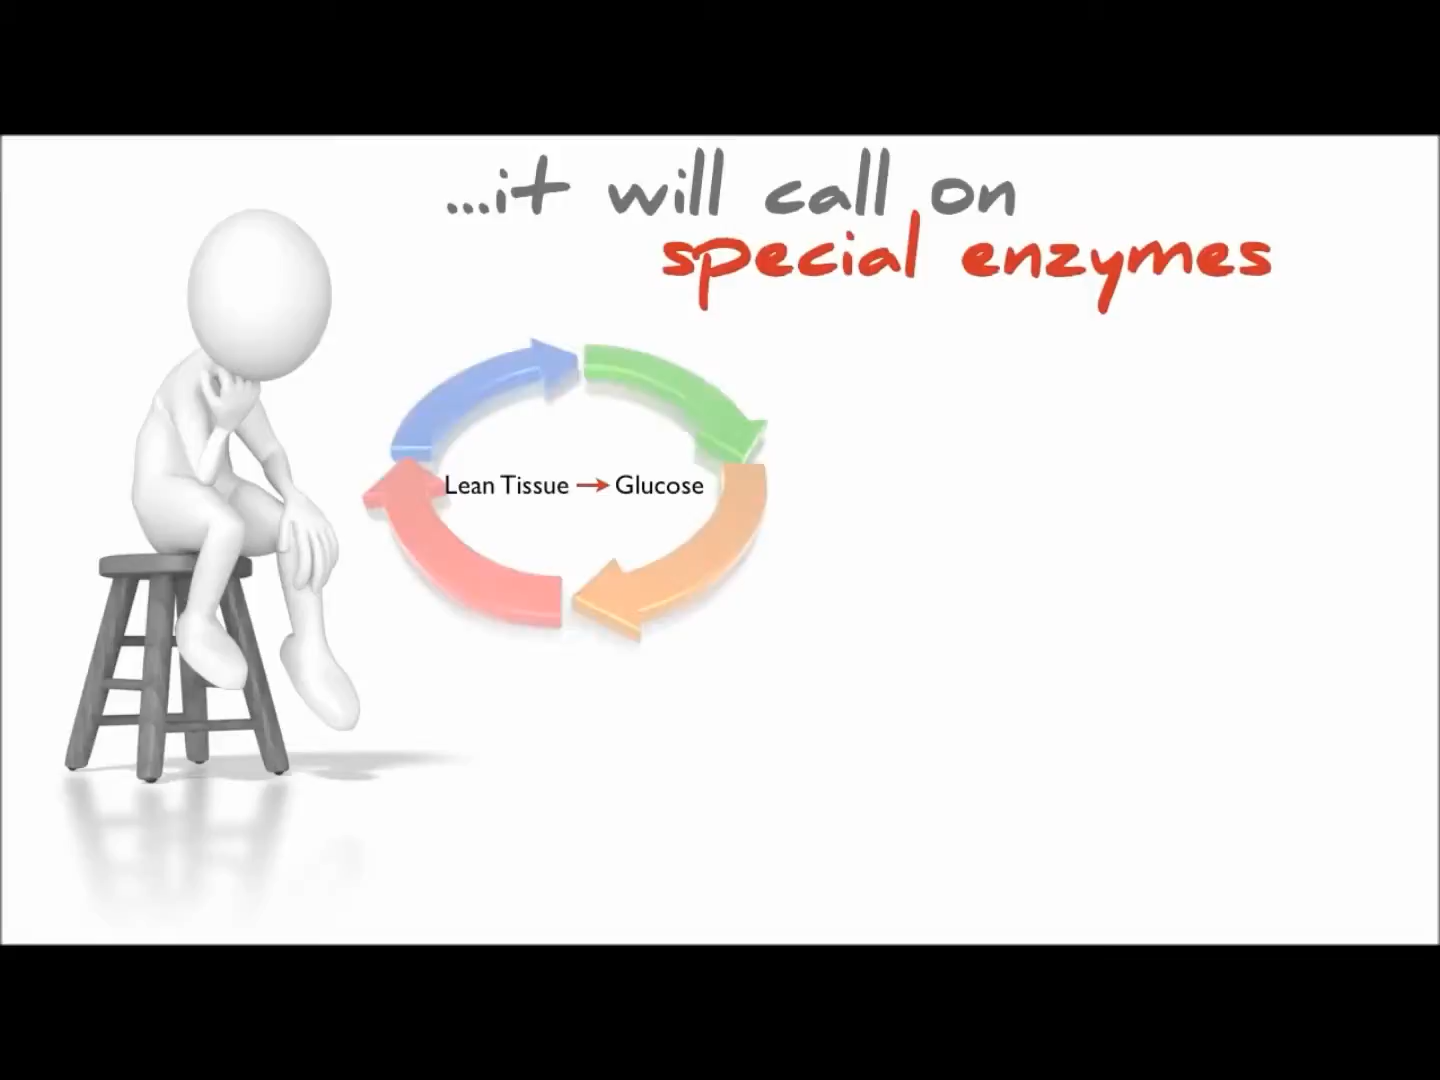 ...it will call on
special enzymes
Lean Tissue → Glucose